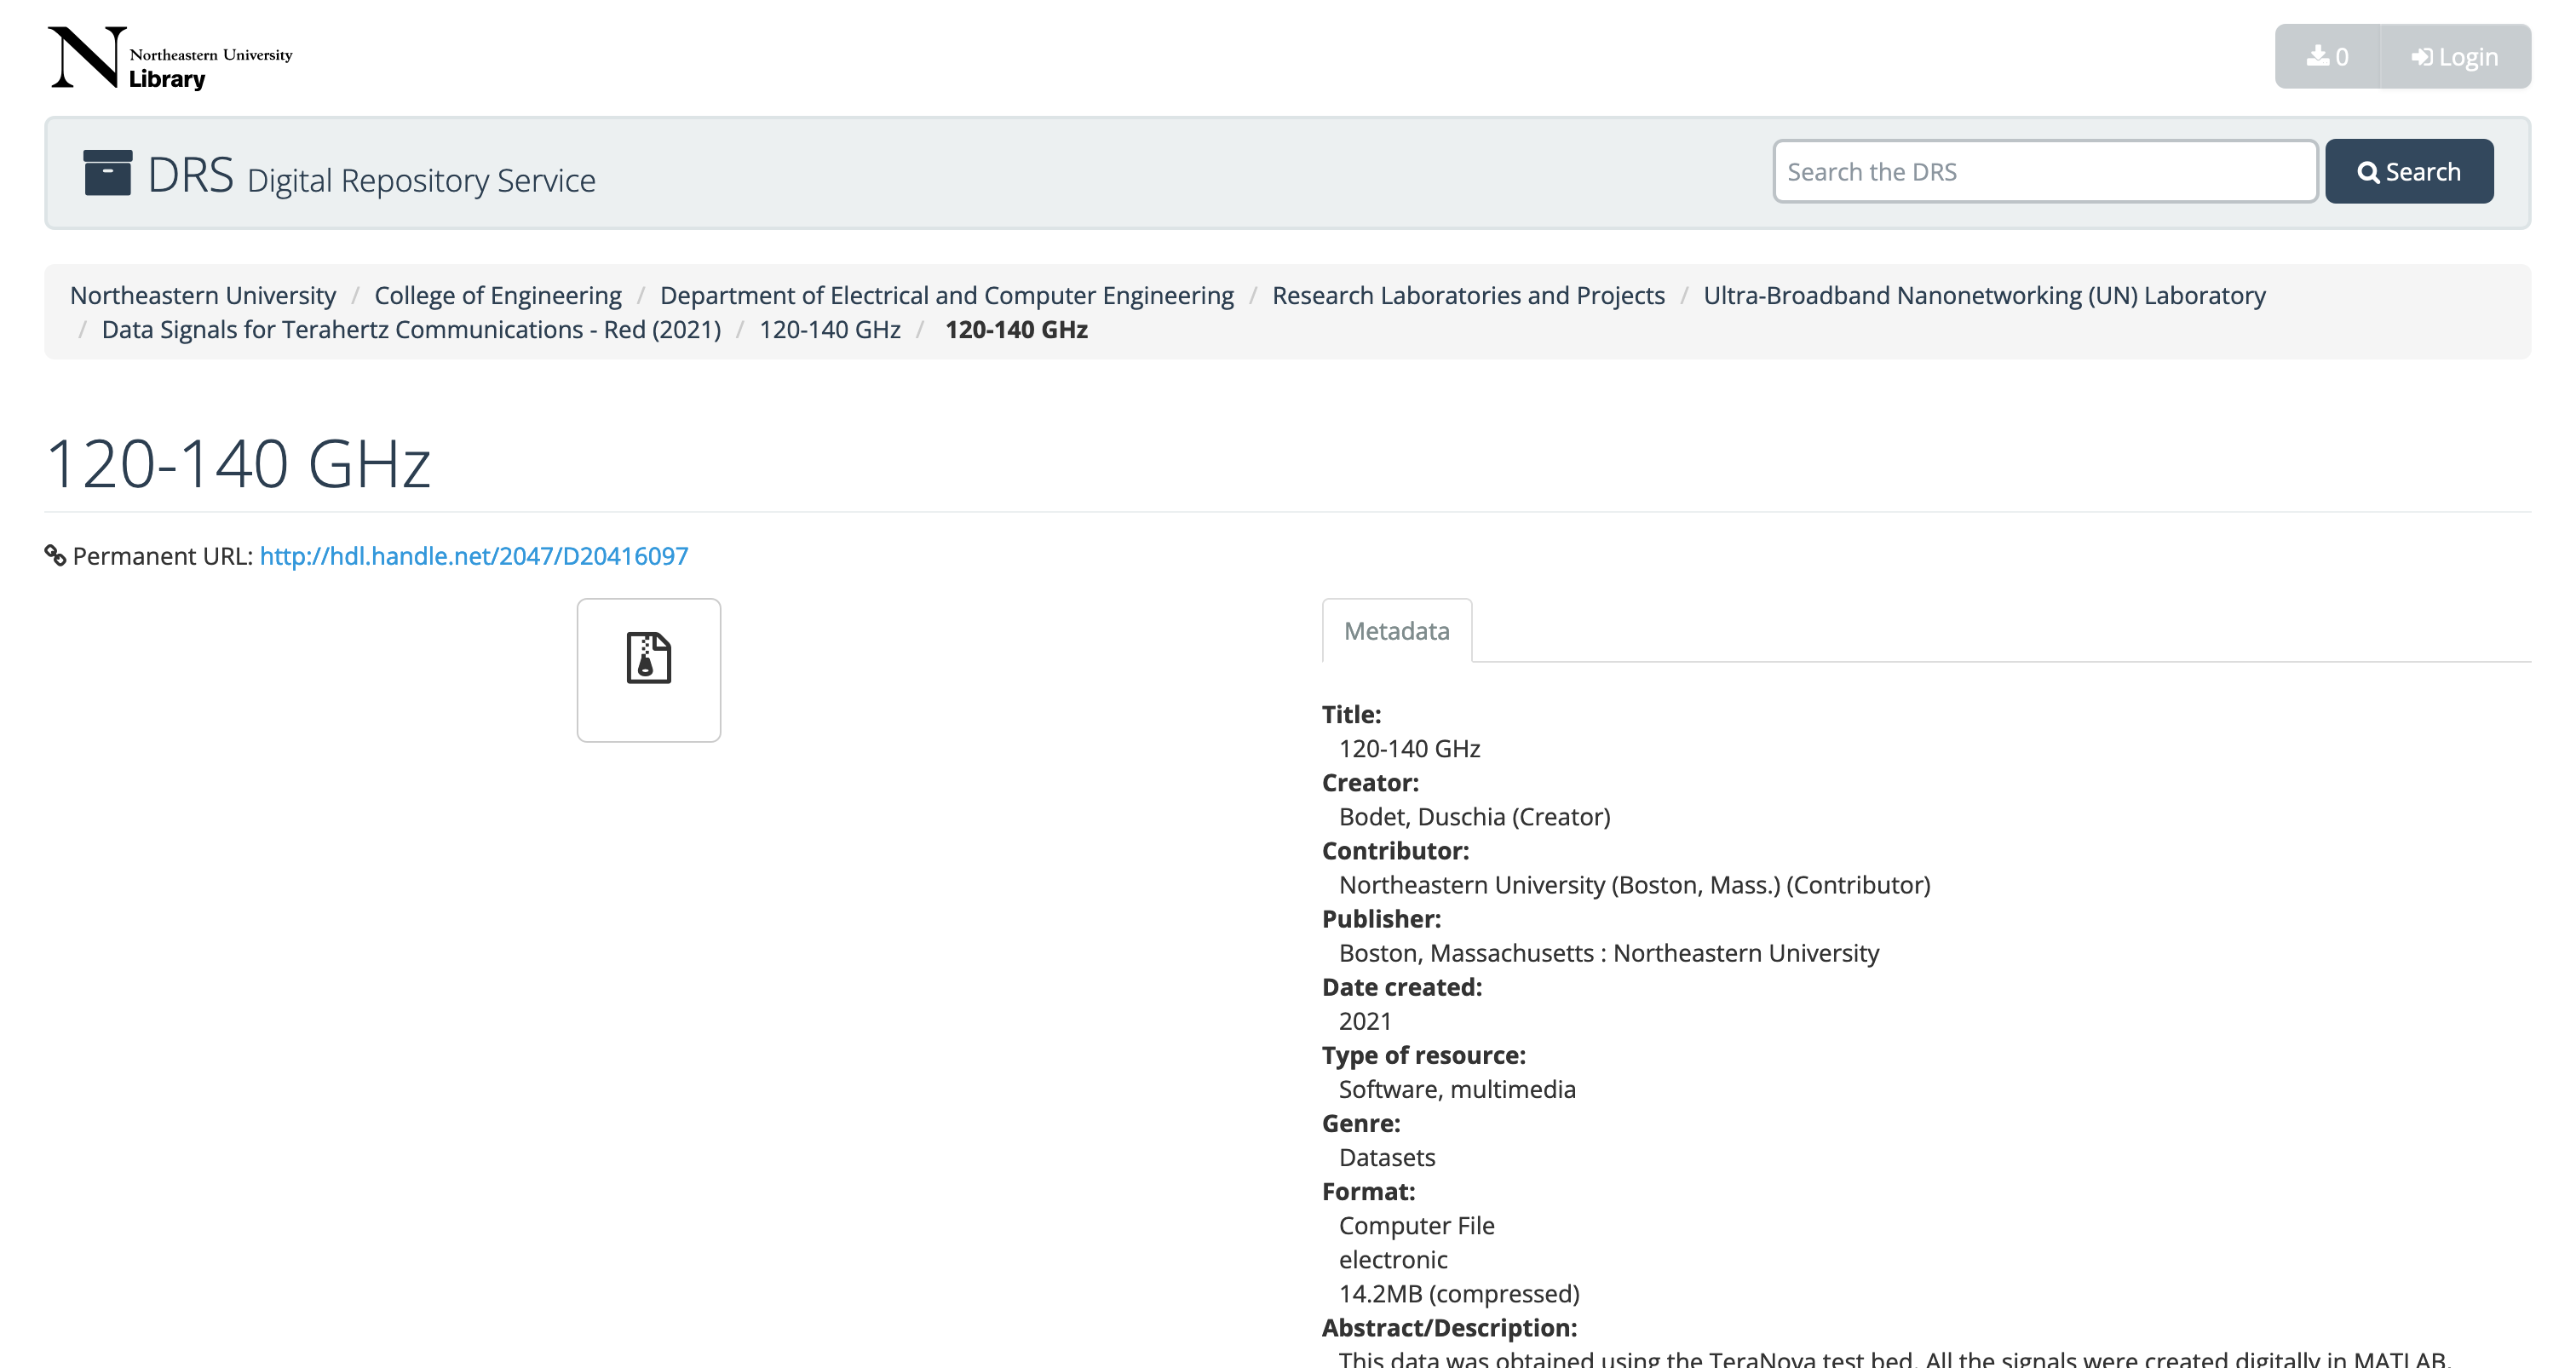 Northeastern University
Library
0 Login
DRS Digital Repository Service
Search the DRS
Search
Northeastern University / College of Engineering / Department of Electrical and Computer Engineering / Research Laboratories and Projects / Ultra-Broadband Nanonetworking (UN) Laboratory
/ Data Signals for Terahertz Communications - Red (2021) / 120-140 GHz / 120-140 GHz
120-140 GHz
Permanent URL: http://hdl.handle.net/2047/D20416097
Metadata
Title:
120-140 GHz
Creator:
Bodet, Duschia (Creator)
Contributor:
Northeastern University (Boston, Mass.) (Contributor)
Publisher:
Boston, Massachusetts : Northeastern University
Date created:
2021
Type of resource:
Software, multimedia
Genre:
Datasets
Format:
Computer File
electronic
14.2MB (compressed)
Abstract/Description:
This data was obtained using the TeraNova test bed. All the signals were created digitally in MATLAB,